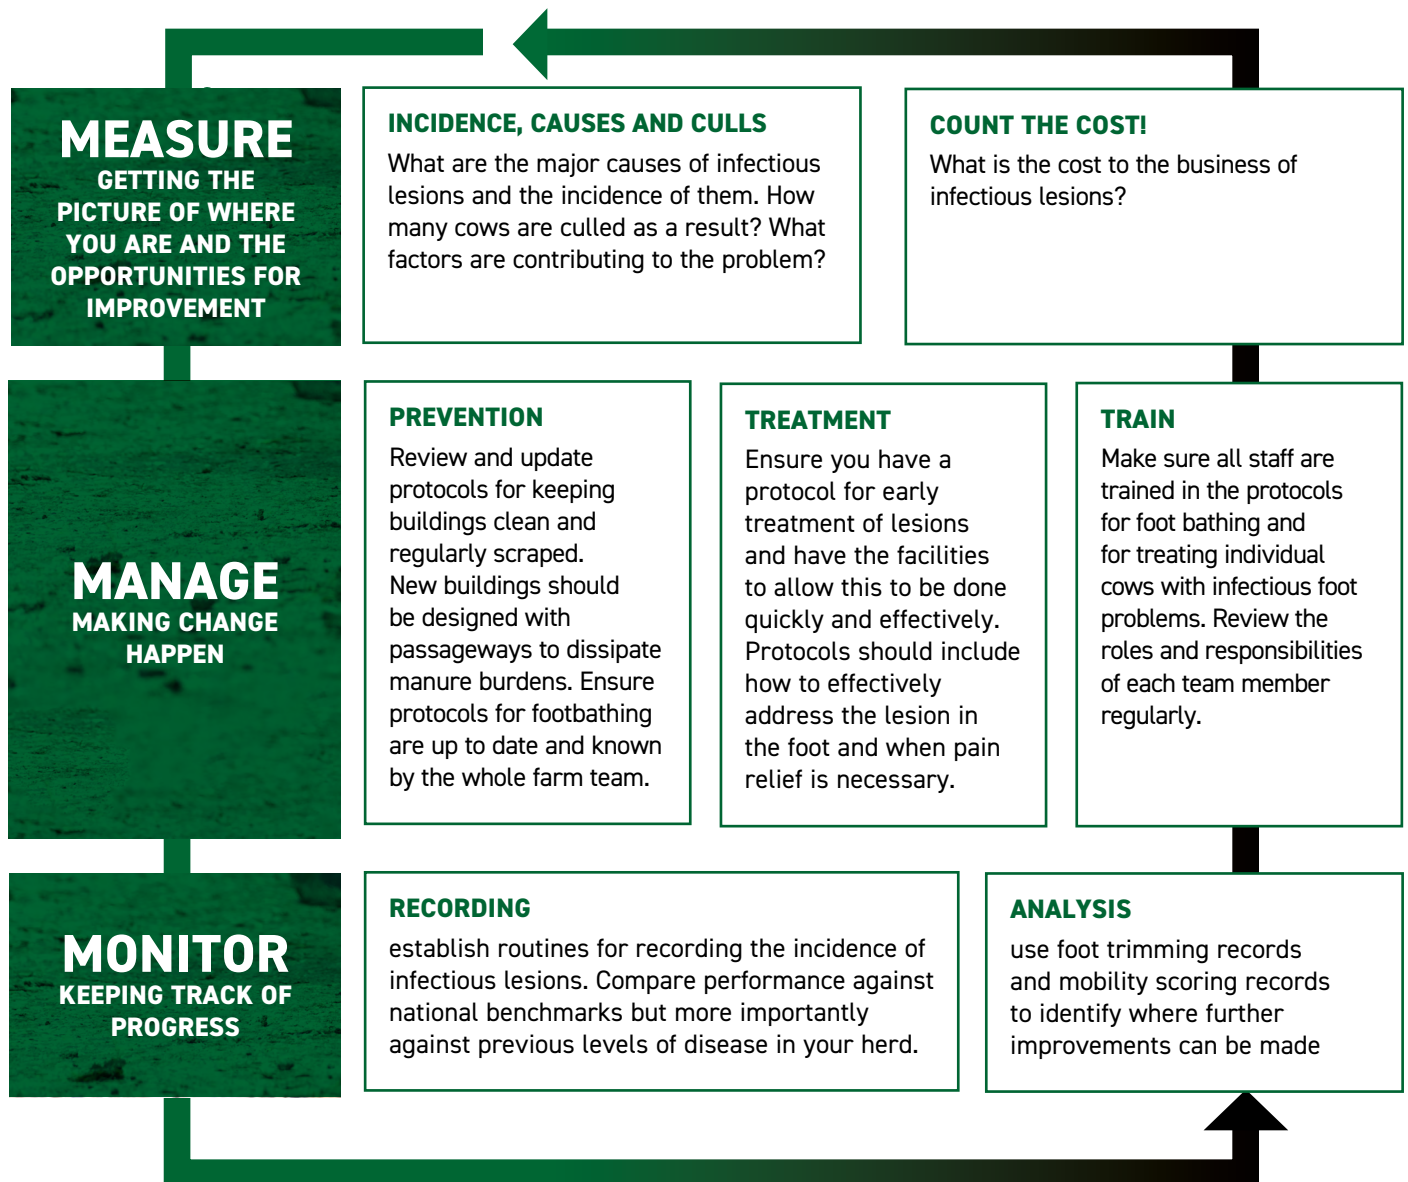 MEASURE
GETTING THE
PICTURE OF WHERE
YOU ARE AND THE
OPPORTUNITIES FOR
IMPROVEMENT
INCIDENCE, CAUSES AND CULLS
What are the major causes of infectious
lesions and the incidence of them. How
many cows are culled as a result? What
factors are contributing to the problem?
COUNT THE COST!
What is the cost to the business of
infectious lesions?
MANAGE
MAKING CHANGE
HAPPEN
PREVENTION
Review and update
protocols for keeping
buildings clean and
regularly scraped.
New buildings should
be designed with
passageways to dissipate
manure burdens. Ensure
protocols for footbathing
are up to date and known
by the whole farm team.
TREATMENT
Ensure you have a
protocol for early
treatment of lesions
and have the facilities
to allow this to be done
quickly and effectively.
Protocols should include
how to effectively
address the lesion in
the foot and when pain
relief is necessary.
TRAIN
Make sure all staff are
trained in the protocols
for foot bathing and
for treating individual
cows with infectious foot
problems. Review the
roles and responsibilities
of each team member
regularly.
MONITOR
KEEPING TRACK OF
PROGRESS
RECORDING
establish routines for recording the incidence of
infectious lesions. Compare performance against
national benchmarks but more importantly
against previous levels of disease in your herd.
ANALYSIS
use foot trimming records
and mobility scoring records
to identify where further
improvements can be made